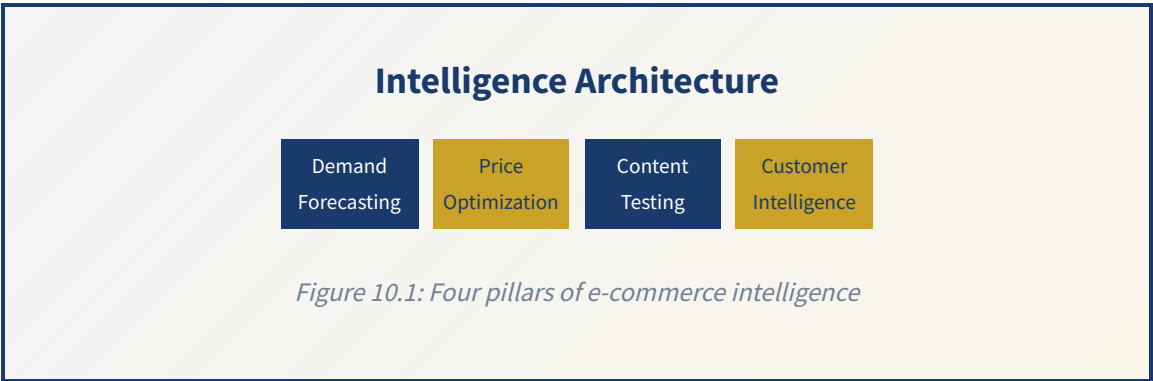 Intelligence Architecture
Demand
Forecasting
Price
Optimization
Content
Testing
Customer
Intelligence
Figure 10.1: Four pillars of e-commerce intelligence